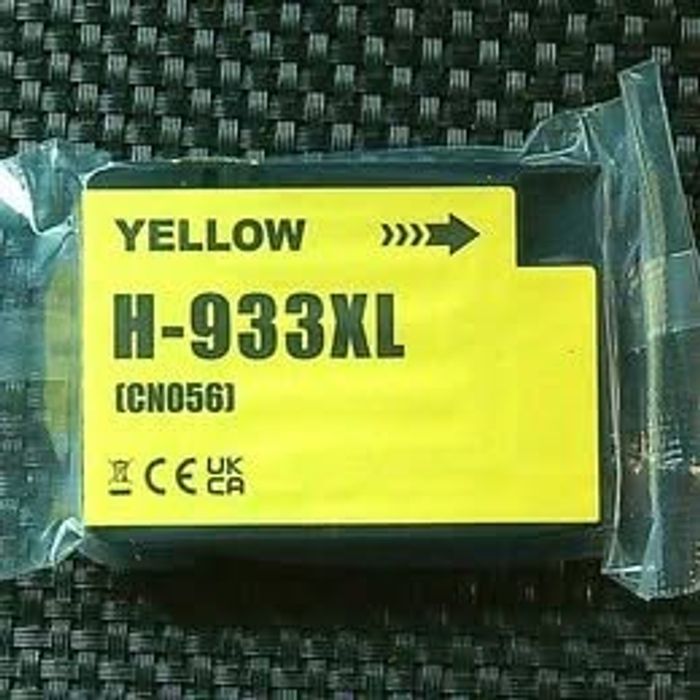 YELLOW
H-933XL
(CN056)
CE UK
CA